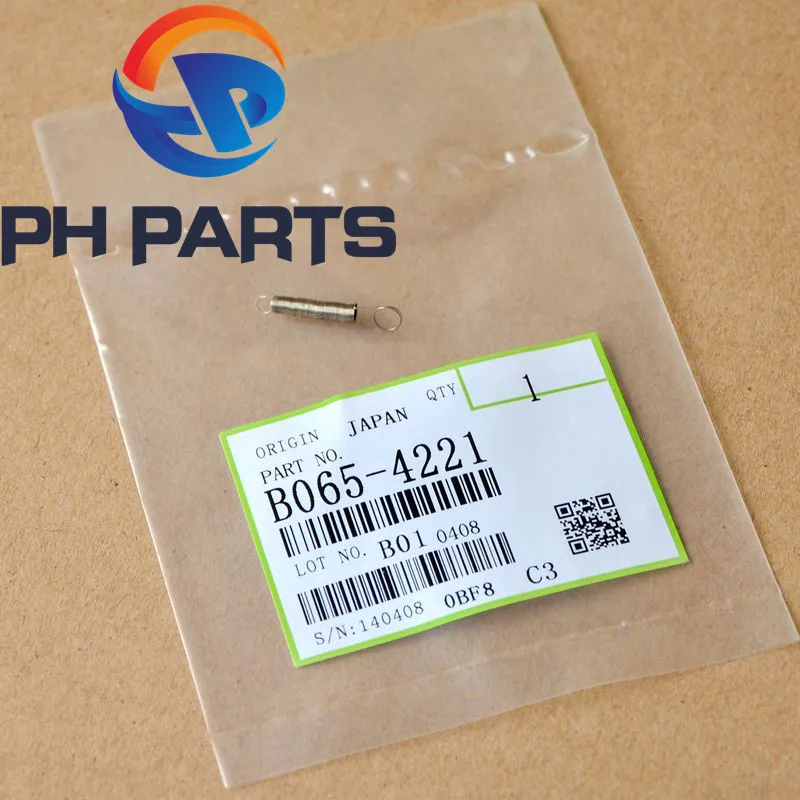 PH PARTS
ORIGIN JAPAN QTY 1
PART NO.
B065-4221
LOT NO. B01 0408
S/N:140408 0BF8 C3